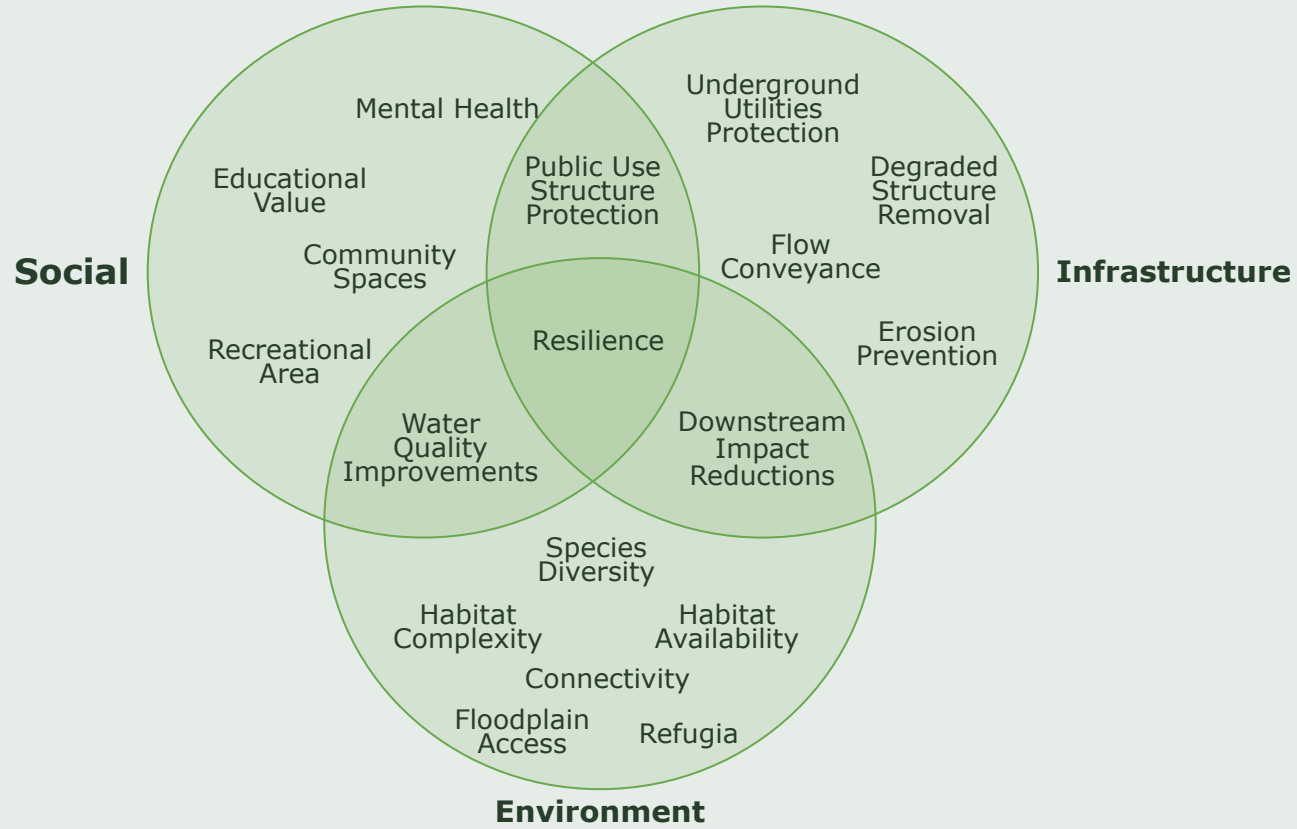 Mental Health
Educational
Value
Community
Spaces
Social
Recreational
Area
Public Use
Structure
Protection
Underground
Utilities
Protection
Degraded
Structure
Removal
Flow
Conveyance
Infrastructure
Erosion
Prevention
Resilience
Water
Quality
Improvements
Downstream
Impact
Reductions
Species
Diversity
Habitat
Complexity
Habitat
Availability
Connectivity
Floodplain
Access
Refugia
Environment